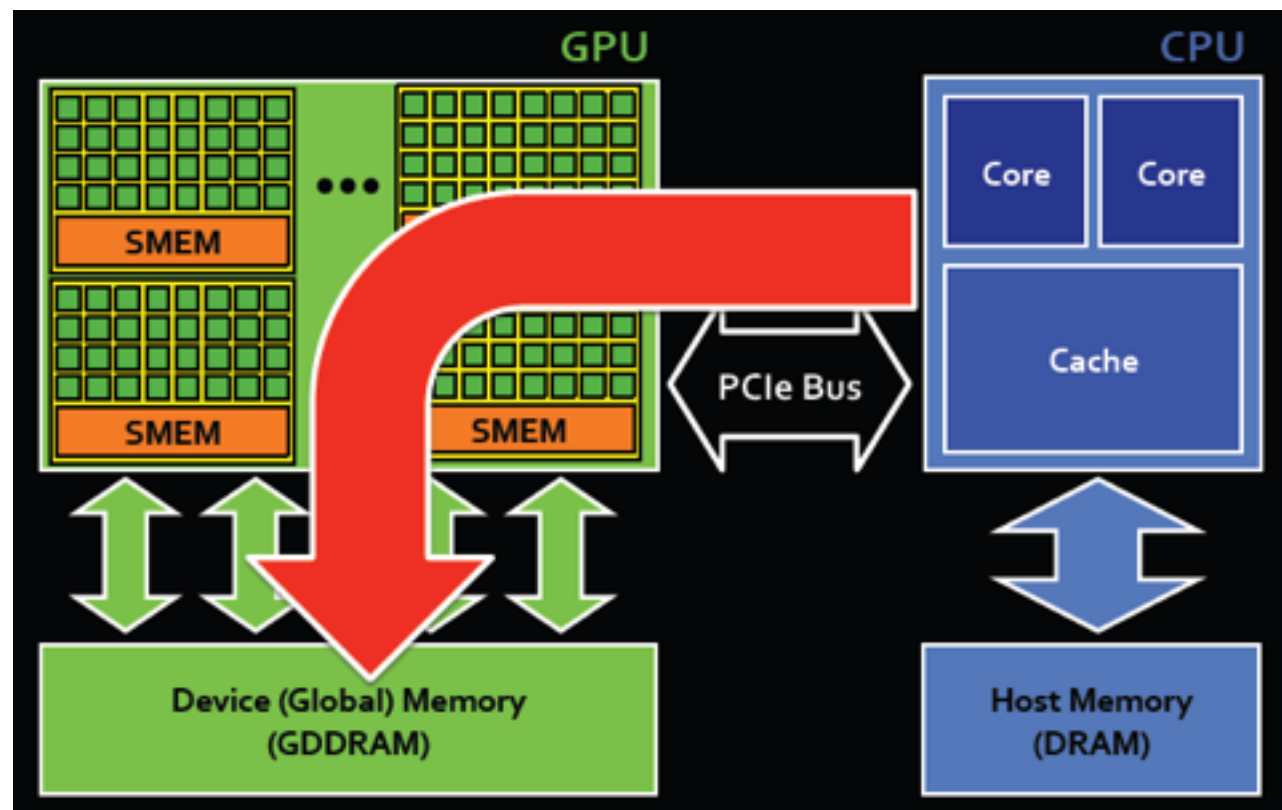 GPU
CPU
Core
Core
SMEM
SMEM
SMEM
PCIe Bus
Cache
Device (Global) Memory
(GDDRAM)
Host Memory
(DRAM)